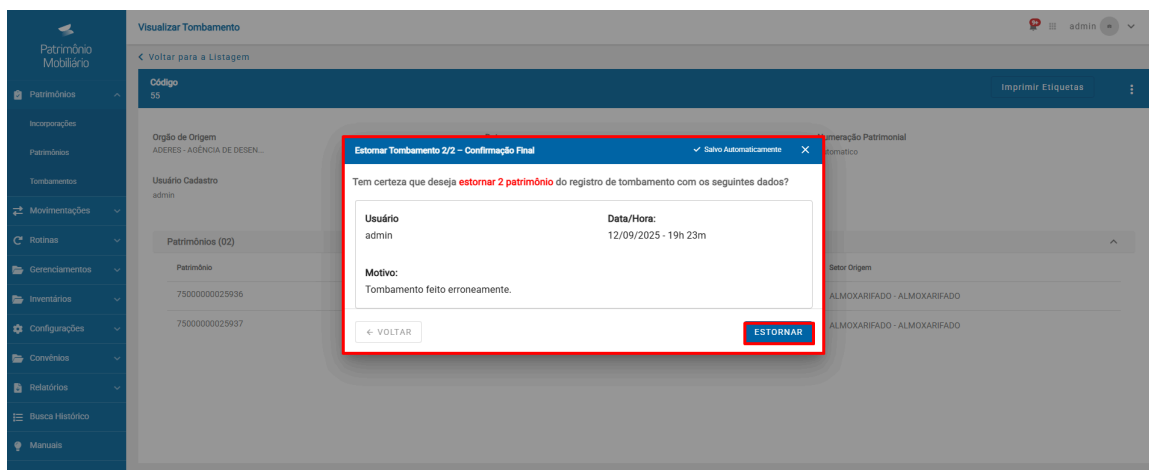 Patrimônio
Mobiliário
Patrimônios
Incorporações
Patrimônios
Tombamentos
Movimentações
Rotinas
Gerenciamentos
Inventários
Configurações
Convênios
Relatórios
Busca Histórico
Manuais
Visualizar Tombamento
admin
Voltar para a Listagem
Código
55
Imprimir Etiquetas
Orgão de Origem
ADERES - AGÊNCIA DE DESEN...
Numeração Patrimonial
Usuário Cadastro
admin
Patrimônios (02)
Patrimônio
Setor Origem
75000000025936
ALMOXARIFADO - ALMOXARIFADO
75000000025937
ALMOXARIFADO - ALMOXARIFADO
Estornar Tombamento 2/2 – Confirmação Final
Salvo Automaticamente
Tem certeza que deseja estornar 2 patrimônio do registro de tombamento com os seguintes dados?
Usuário
admin
Data/Hora:
12/09/2025 - 19h 23m
Motivo:
Tombamento feito erroneamente.
← VOLTAR
ESTORNAR